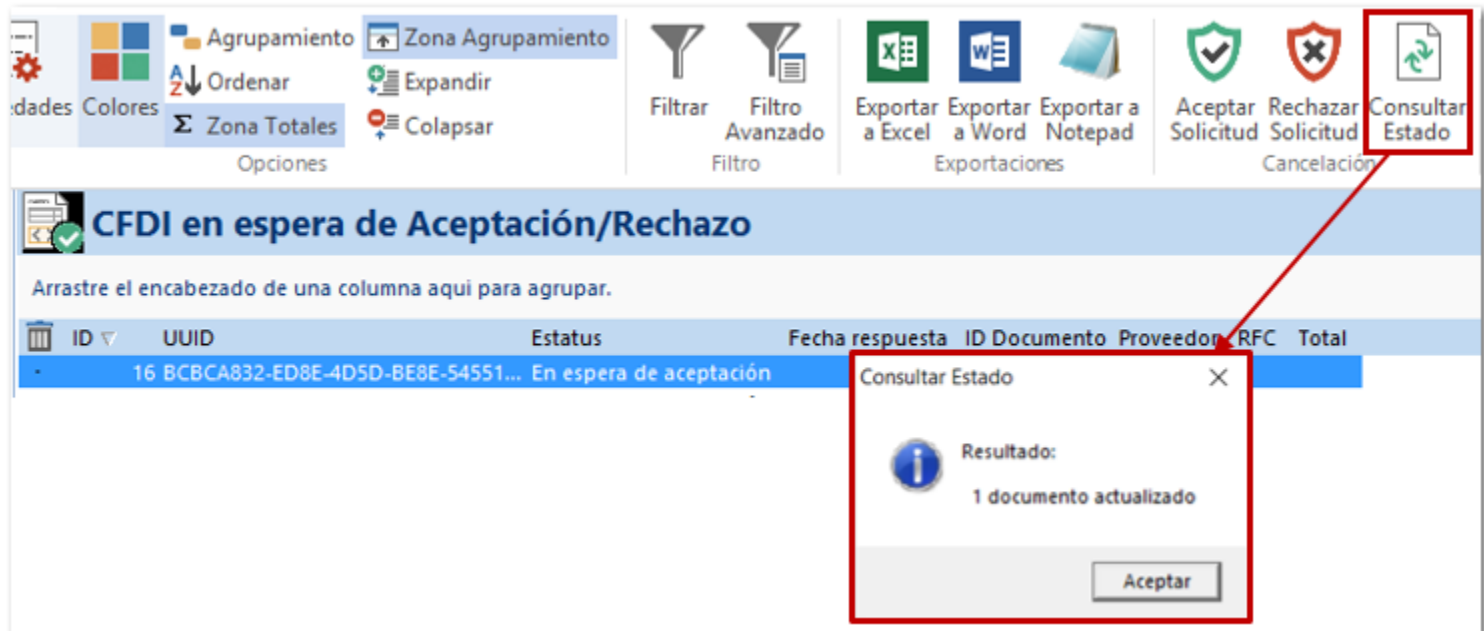 Agrupamiento
Zona Agrupamiento
Ordenar
Expandir
edades
Colores
Zona Totales
Colapsar
Opciones
Filtrar
Filtro
Avanzado
Filtro
Exportar
a Excel
Exportar
a Word
Exportar a
Notepad
Exportaciones
Aceptar
Solicitud
Rechazar
Solicitud
Consultar
Estado
Cancelación
CFDI en espera de Aceptación/Rechazo
Arrastre el encabezado de una columna aqui para agrupar.
ID UUID Estatus Fecha respuesta ID Documento Proveedor RFC Total
16 BCBCA832-ED8E-4D5D-BE8E-54551... En espera de aceptación
Consultar Estado
Resultado:
1 documento actualizado
Aceptar